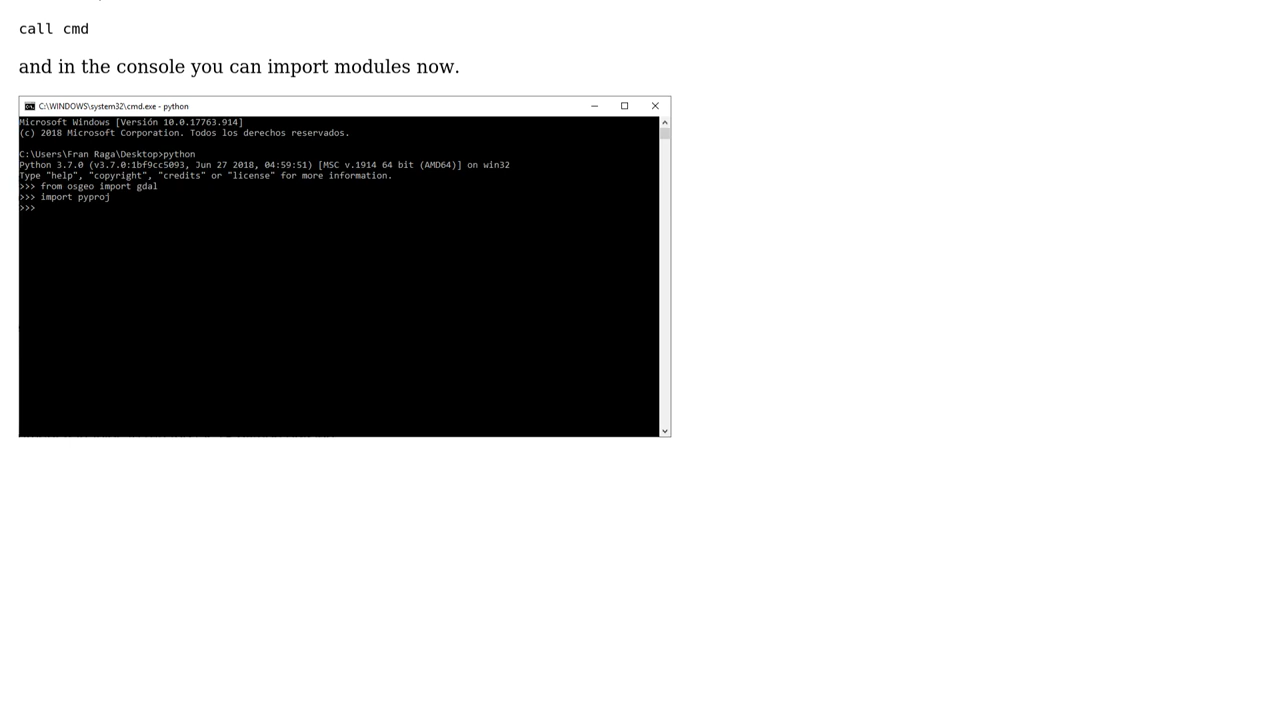 call cmd
and in the console you can import modules now.
C:\WINDOWS\system32\cmd.exe - python
Microsoft Windows [Versión 10.0.17763.914]
(c) 2018 Microsoft Corporation. Todos los derechos reservados.
C:\Users\Fran Raga\Desktop>python
Python 3.7.0 (v3.7.0:1bf9cc5093, Jun 27 2018, 04:59:51) [MSC v.1914 64 bit (AMD64)] on win32
Type "help", "copyright", "credits" or "license" for more information.
>>> from osgeo import gdal
>>> import pyproj
>>>